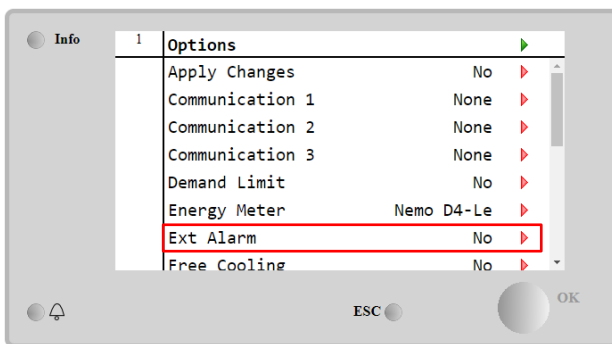 Info
1 Options
Apply Changes No
Communication 1 None
Communication 2 None
Communication 3 None
Demand Limit No
Energy Meter Nemo D4-Le
Ext Alarm No
Free Cooling No
ESC
OK